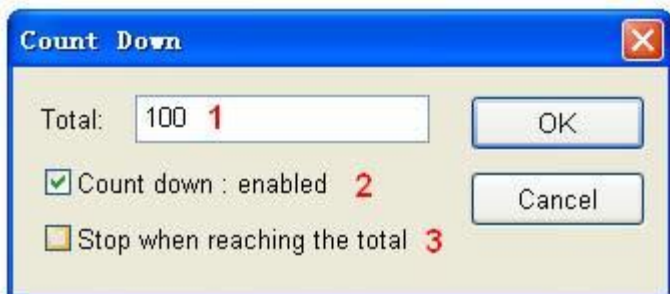 Count Down
Total: 100 1
OK
Count down : enabled 2
Cancel
Stop when reaching the total 3